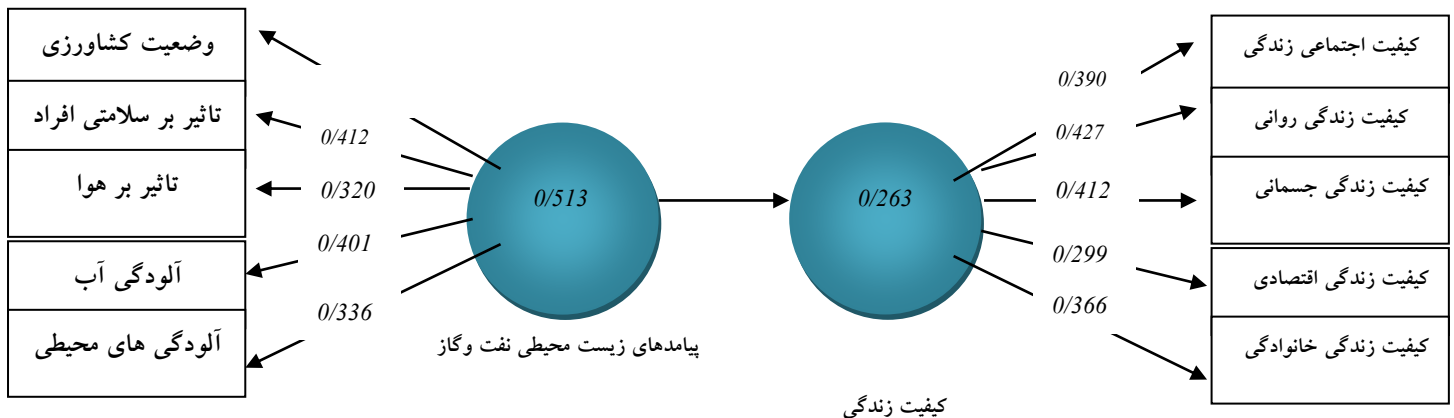 وضعیت کشاورزی
تاثیر بر سلامتی افراد
تاثیر بر هوا
آلودگی آب
آلودگی های محیطی
0/412
0/320
0/401
0/336
0/513
پیامدهای زیست محیطی نفت وگاز
0/263
کیفیت زندگی
0/390
0/427
0/412
0/299
0/366
کیفیت اجتماعی زندگی
کیفیت زندگی روانی
کیفیت زندگی جسمانی
کیفیت زندگی اقتصادی
کیفیت زندگی خانوادگی